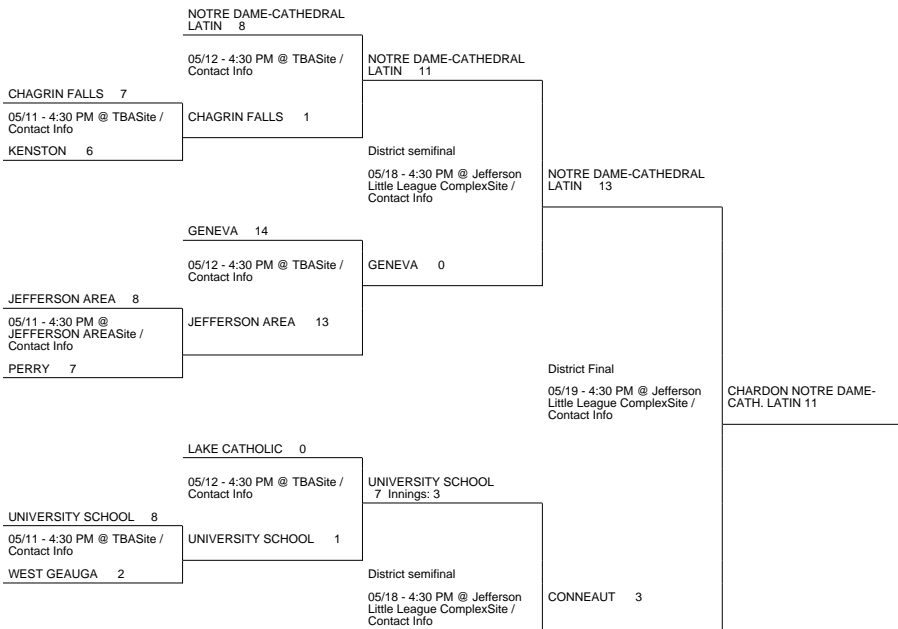 NOTRE DAME-CATHEDRAL
LATIN 8
05/12 - 4:30 PM @ TBASite /
Contact Info
NOTRE DAME-CATHEDRAL
LATIN 11
CHAGRIN FALLS 7
05/11 - 4:30 PM @ TBASite /
Contact Info
CHAGRIN FALLS 1
KENSTON 6
District semifinal
05/18 - 4:30 PM @ Jefferson
Little League ComplexSite /
Contact Info
NOTRE DAME-CATHEDRAL
LATIN 13
GENEVA 14
05/12 - 4:30 PM @ TBASite /
Contact Info
GENEVA 0
JEFFERSON AREA 8
05/11 - 4:30 PM @
JEFFERSON AREASite /
Contact Info
JEFFERSON AREA 13
PERRY 7
District Final
05/19 - 4:30 PM @ Jefferson
Little League ComplexSite /
Contact Info
CHARDON NOTRE DAME-
CATH. LATIN 11
LAKE CATHOLIC 0
05/12 - 4:30 PM @ TBASite /
Contact Info
UNIVERSITY SCHOOL
7 Innings: 3
UNIVERSITY SCHOOL 8
05/11 - 4:30 PM @ TBASite /
Contact Info
UNIVERSITY SCHOOL 1
WEST GEAUGA 2
District semifinal
05/18 - 4:30 PM @ Jefferson
Little League ComplexSite /
Contact Info
CONNEAUT 3